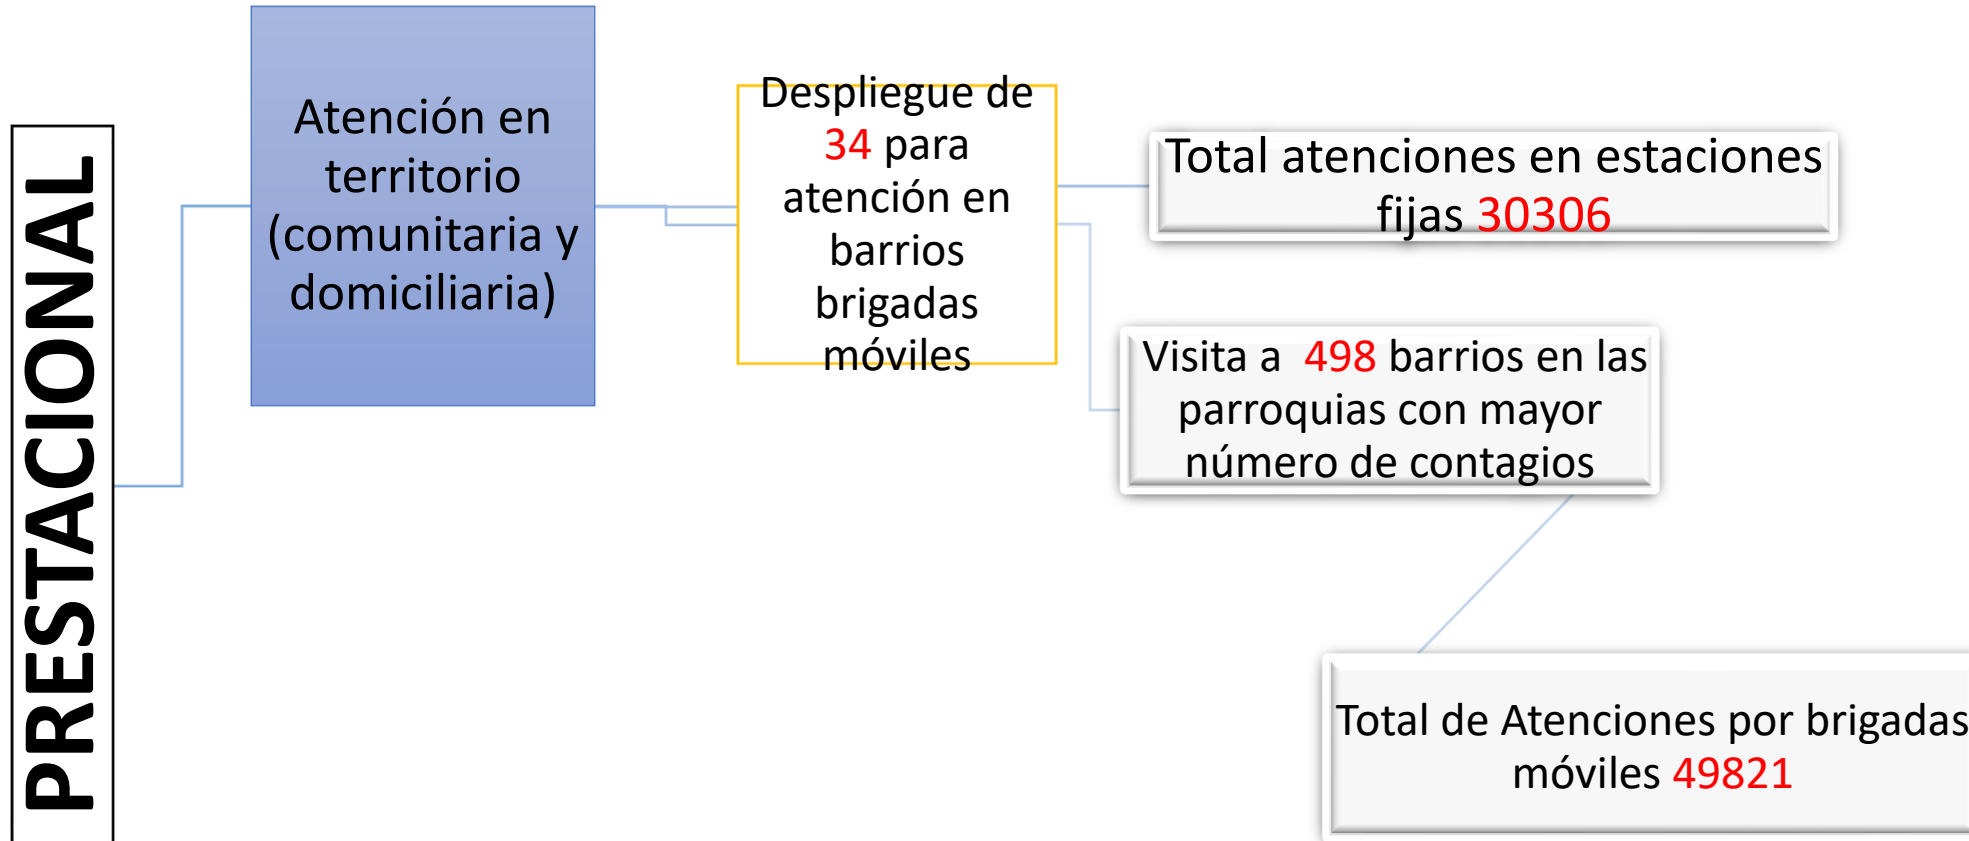 PRESTACIONAL
Atención en
territorio
(comunitaria y
domiciliaria)
Despliegue de
34 para
atención en
barrios
brigadas
móviles
Total atenciones en estaciones
fijas 30306
Visita a  498 barrios en las
parroquias con mayor
número de contagios
Total de Atenciones por brigadas
móviles 49821